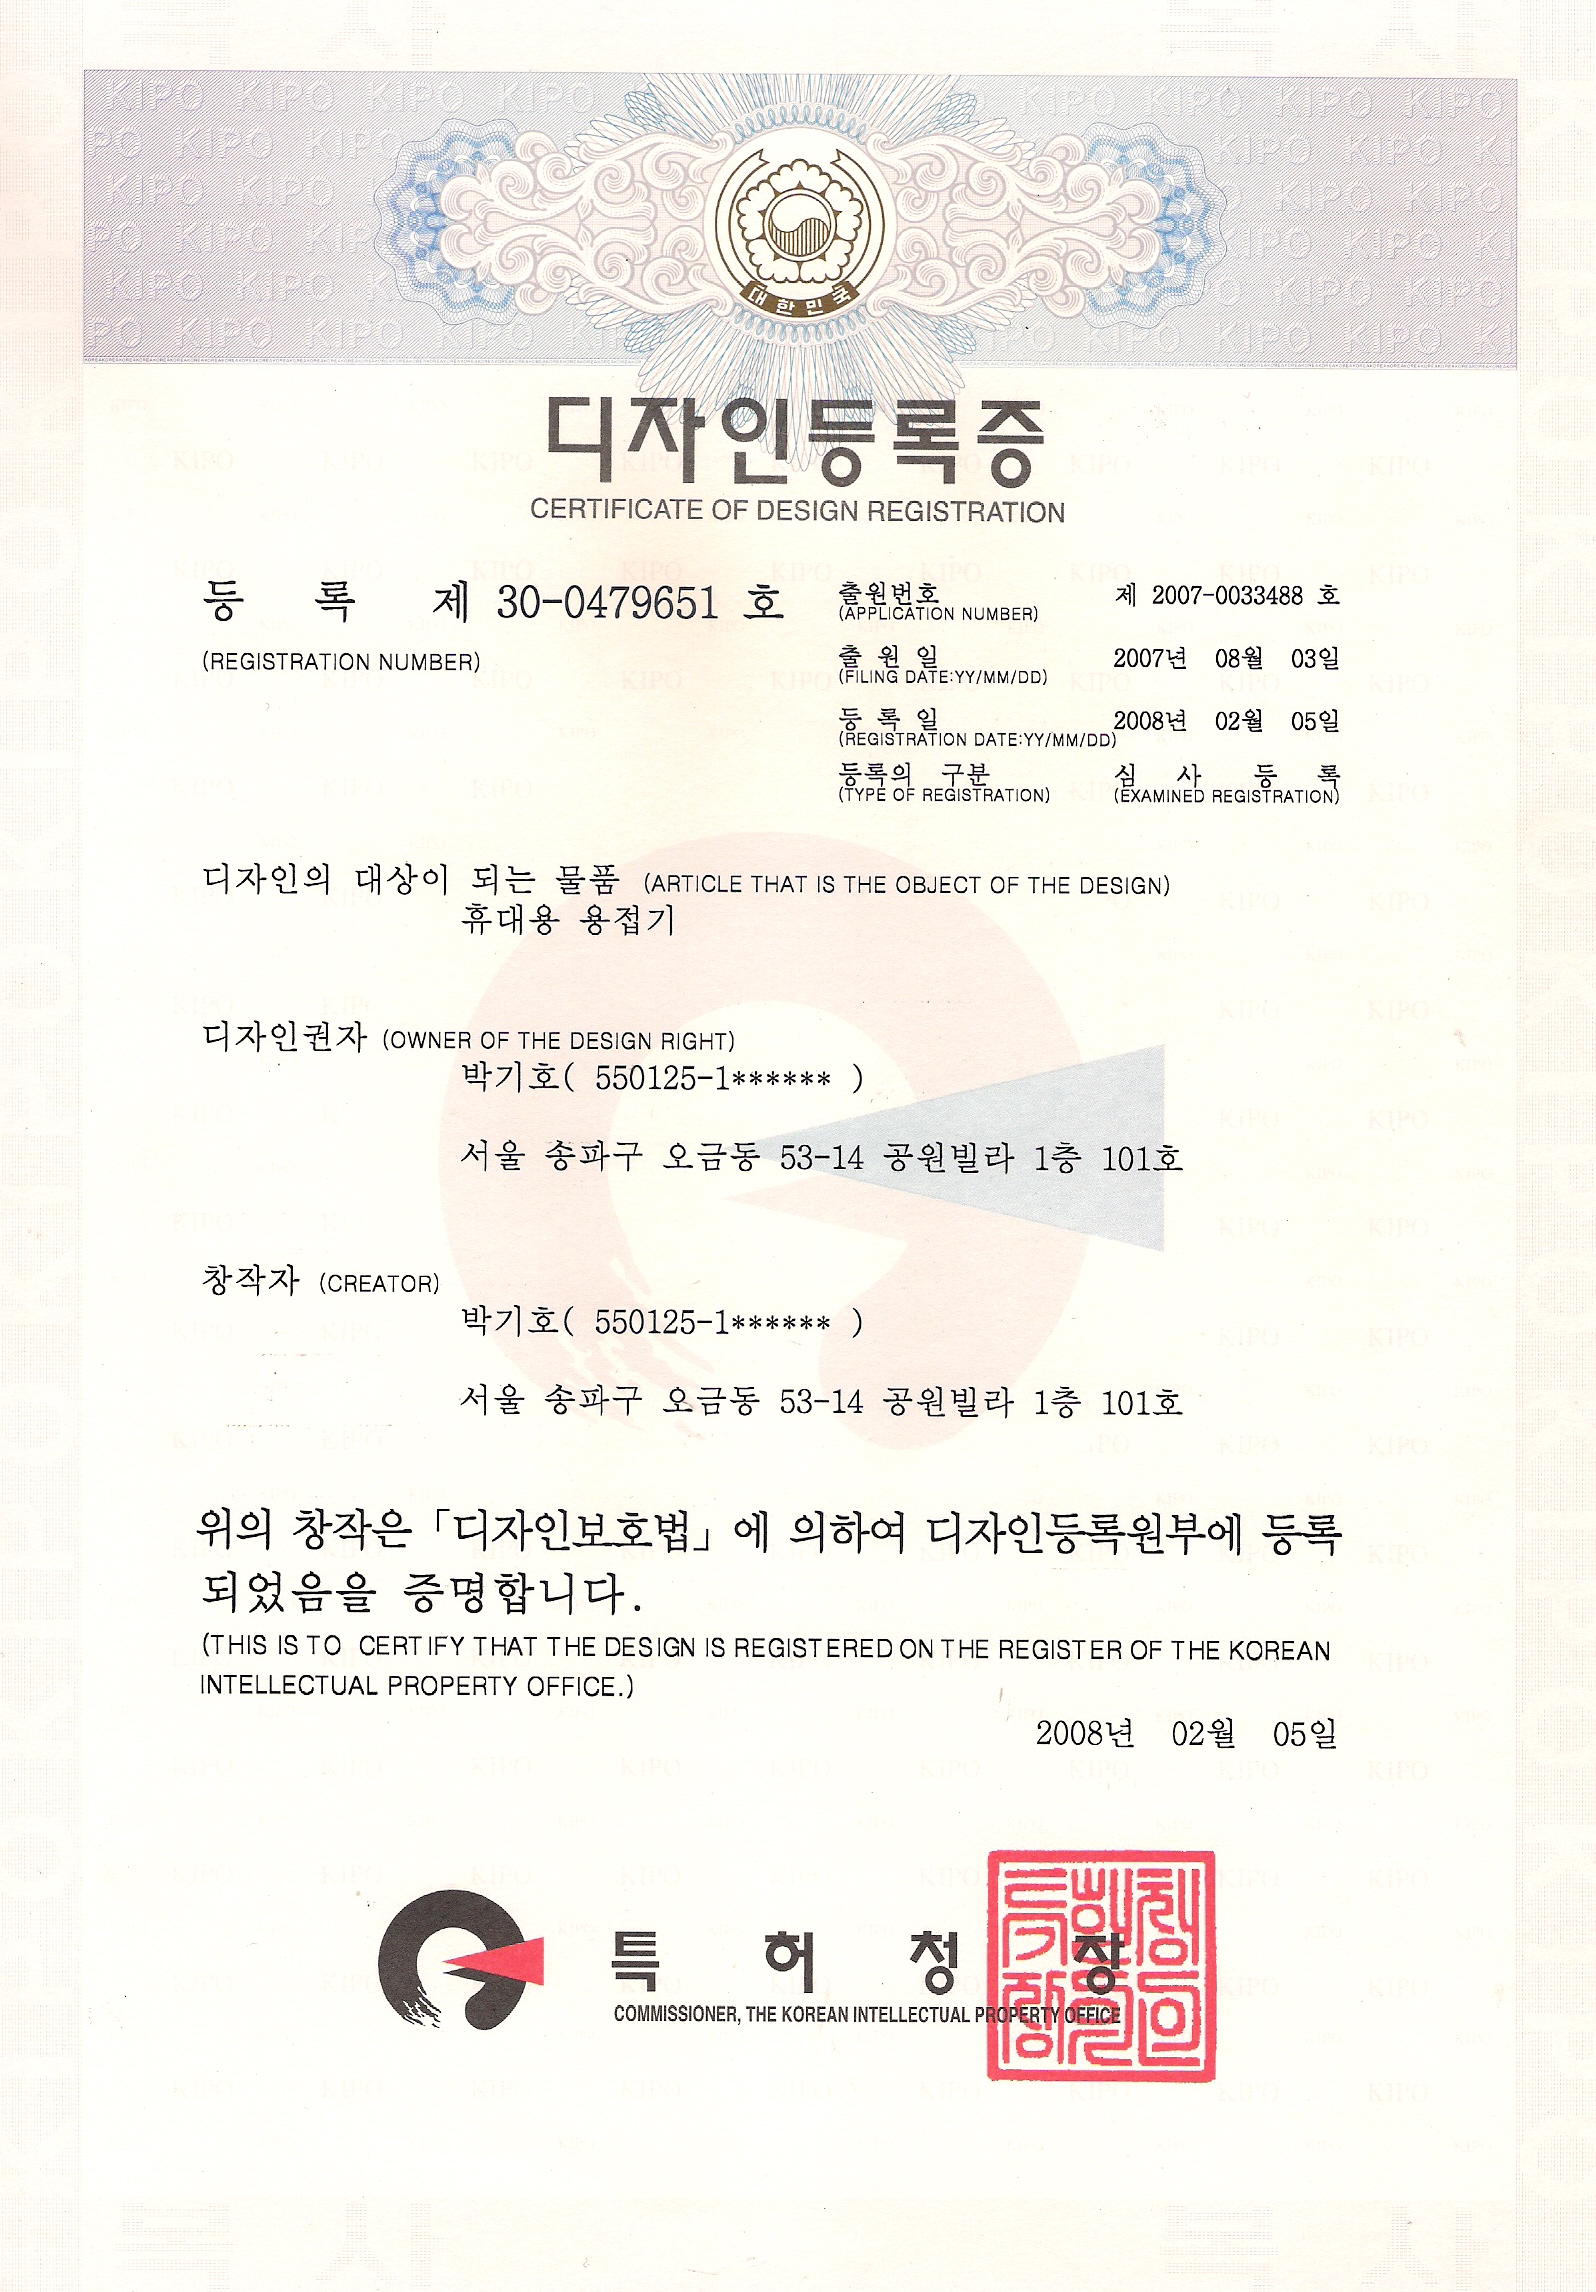 대한민국
디자인등록증
CERTIFICATE OF DESIGN REGISTRATION
등 록 제 30-0479651 호
(REGISTRATION NUMBER)
출원번호 제 2007-0033488 호
(APPLICATION NUMBER)
출 원 일 2007년 08월 03일
(FILING DATE:YY/MM/DD)
등 록 일 2008년 02월 05일
(REGISTRATION DATE:YY/MM/DD)
등록의 구분 심 사 등 록
(TYPE OF REGISTRATION) (EXAMINED REGISTRATION)
디자인의 대상이 되는 물품 (ARTICLE THAT IS THE OBJECT OF THE DESIGN)
휴대용 용접기
디자인권자 (OWNER OF THE DESIGN RIGHT)
박기호( 550125-1****** )
서울 송파구 오금동 53-14 공원빌라 1층 101호
창작자 (CREATOR)
박기호( 550125-1****** )
서울 송파구 오금동 53-14 공원빌라 1층 101호
위의 창작은 「디자인보호법」에 의하여 디자인등록원부에 등록
되었음을 증명합니다.
(THIS IS TO CERTIFY THAT THE DESIGN IS REGISTERED ON THE REGISTER OF THE KOREAN
INTELLECTUAL PROPERTY OFFICE.)
2008년 02월 05일
특 허 청 장
COMMISSIONER, THE KOREAN INTELLECTUAL PROPERTY OFFICE